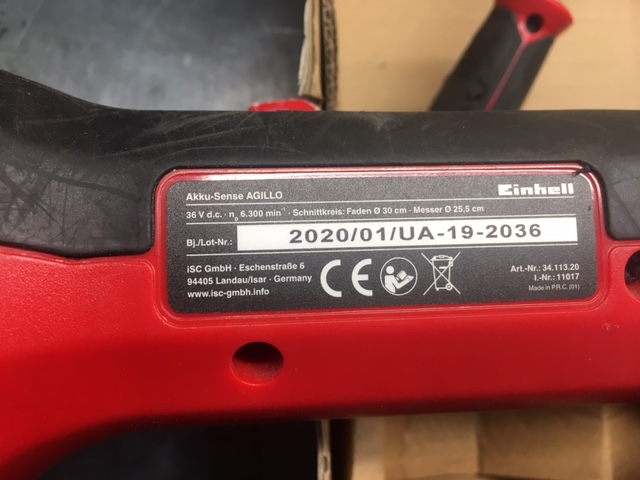 Akku-Sense AGILLO
Einhell
36 V d.c. · n₀ 6.300 min⁻¹ · Schnittkreis: Faden Ø 30 cm · Messer Ø 25,5 cm
Bj./Lot-Nr.: 2020/01/UA-19-2036
iSC GmbH · Eschenstraße 6
94405 Landau/Isar · Germany
www.isc-gmbh.info
CE
Art.-Nr.: 34.113.20
I.-Nr.: 11017
Made in P.R.C. (01)